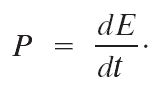 P = dE/dt·